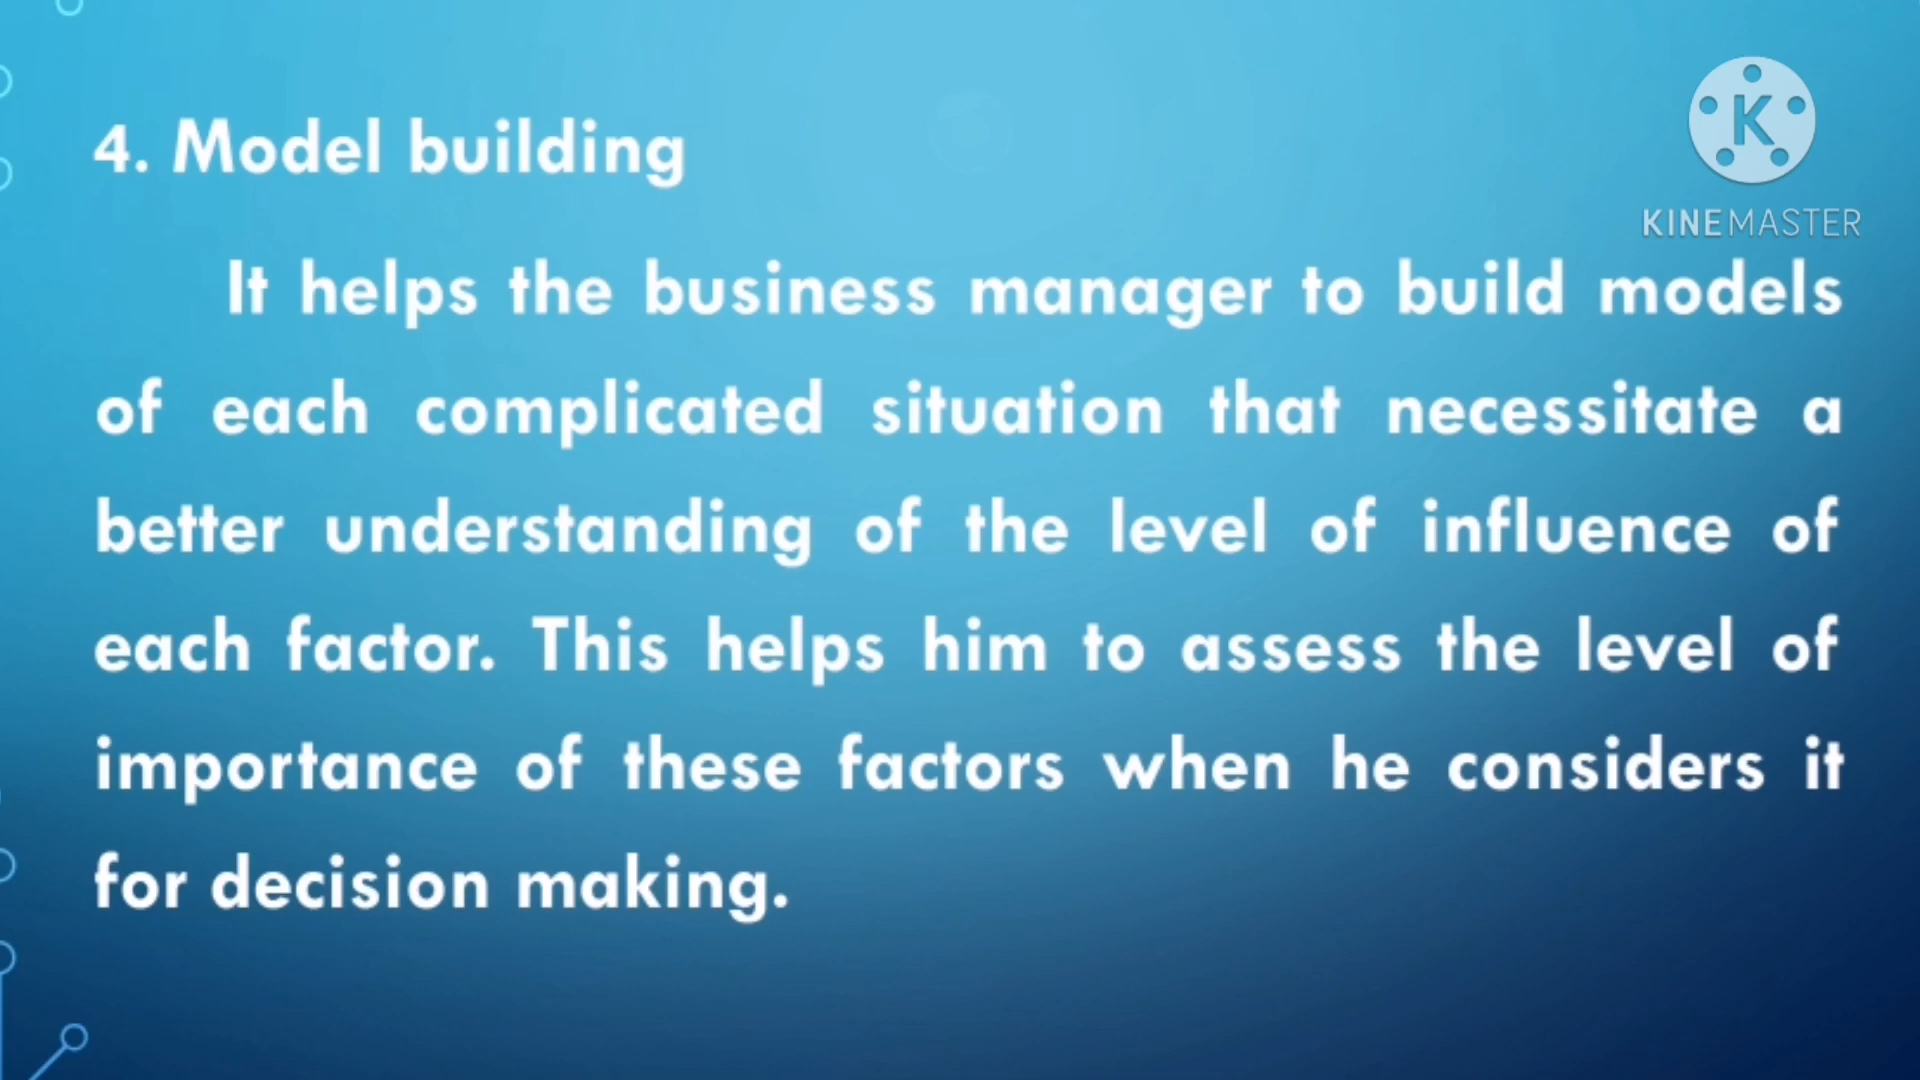 K
KINEMASTER
4. Model building
It helps the business manager to build models
of each complicated situation that necessitate a
better understanding of the level of influence of
each factor. This helps him to assess the level of
importance of these factors when he considers it
for decision making.